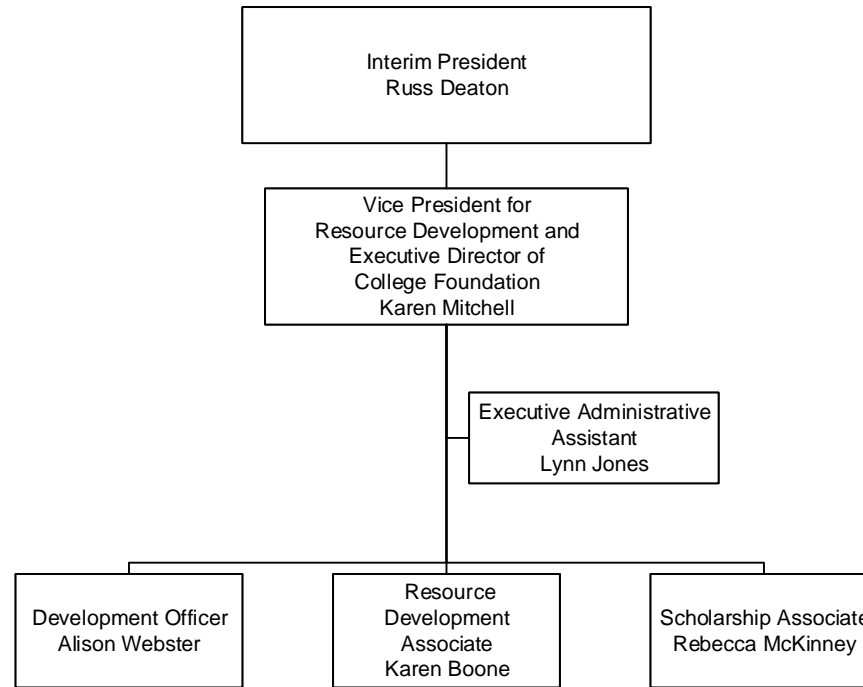 Interim President
Russ Deaton
Vice President for
Resource Development and
Executive Director of
College Foundation
Karen Mitchell
Executive Administrative
Assistant
Lynn Jones
Development Officer
Alison Webster
Resource
Development
Associate
Karen Boone
Scholarship Associate
Rebecca McKinney